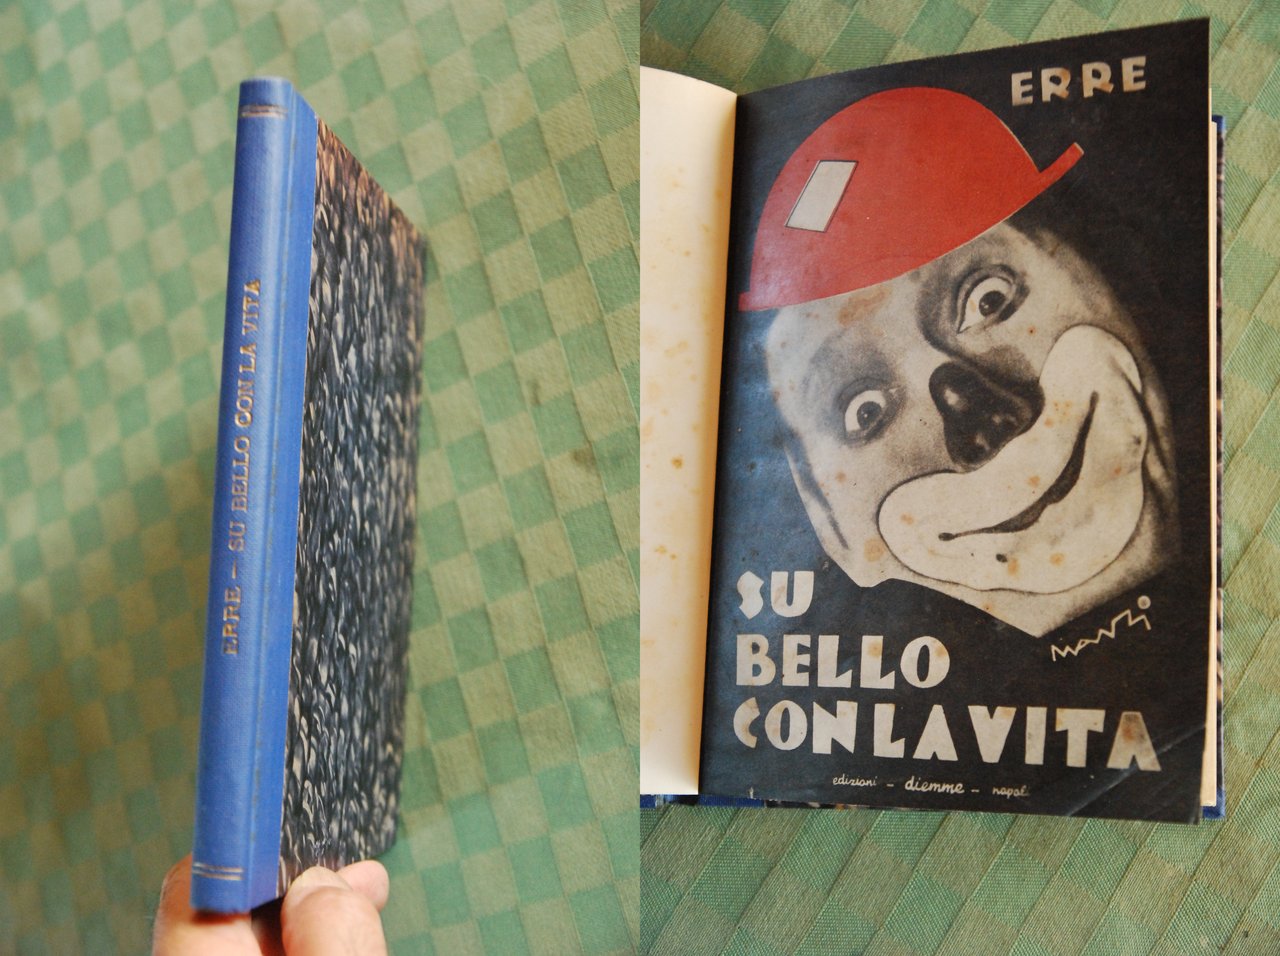 ERRE — SU BELLO CON LA VITA
ERRE
SU
BELLO
CON LA VITA
manzi
edizioni - diemme - napoli